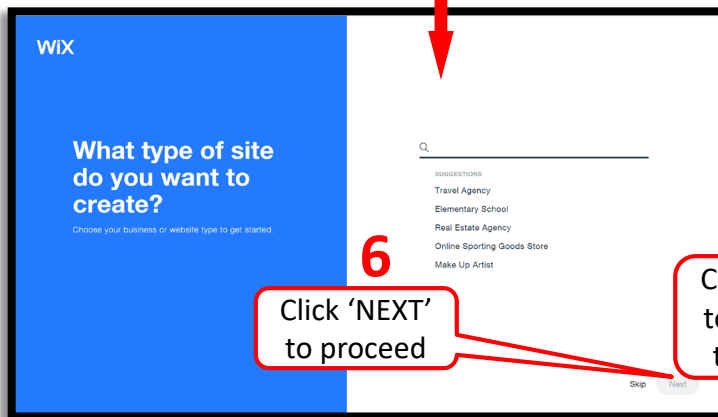 WiX
What type of site
do you want to
create?
Choose your business or website type to get started.
SUGGESTIONS
Travel Agency
Elementary School
Real Estate Agency
Online Sporting Goods Store
Make Up Artist
6
Click ‘NEXT’
to proceed
Skip
Next